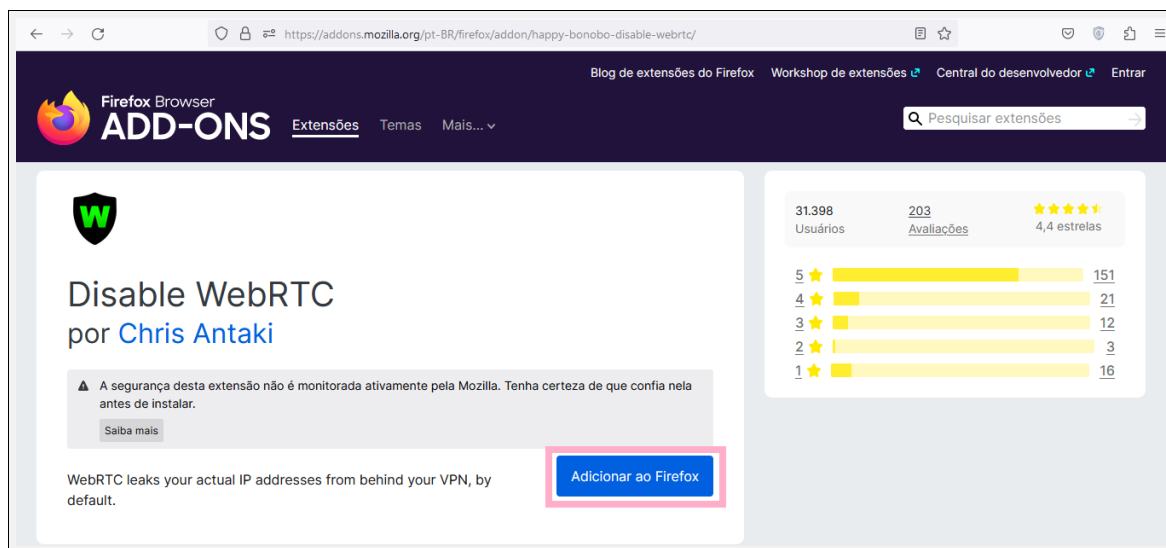 https://addons.mozilla.org/pt-BR/firefox/addon/happy-bonobo-disable-webrtc/
Blog de extensões do Firefox Workshop de extensões Central do desenvolvedor Entrar
Firefox Browser
ADD-ONS
Extensões Temas Mais...
Pesquisar extensões
W
Disable WebRTC
por Chris Antaki
A segurança desta extensão não é monitorada ativamente pela Mozilla. Tenha certeza de que confia nela
antes de instalar.
Saiba mais
WebRTC leaks your actual IP addresses from behind your VPN, by
default.
Adicionar ao Firefox
31.398 203
Usuários Avaliações 4,4 estrelas
5 151
4 21
3 12
2 3
1 16